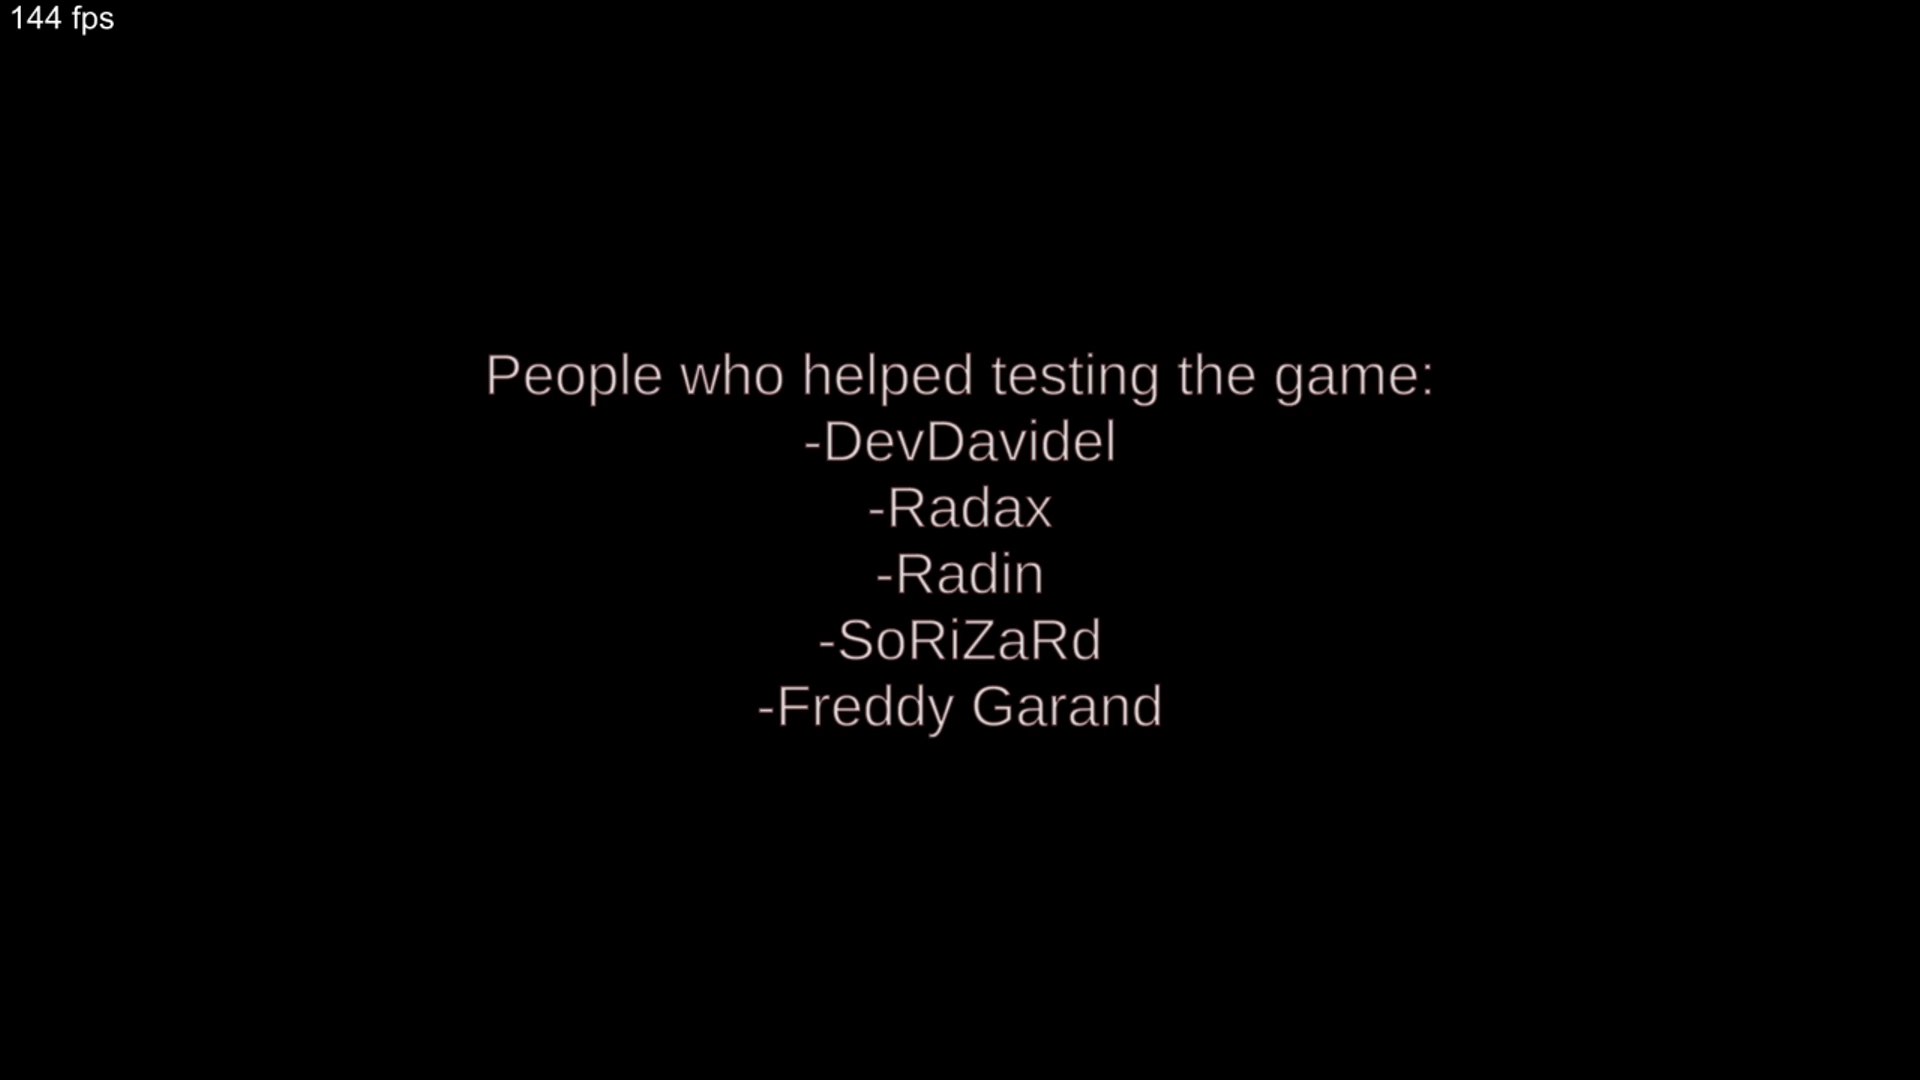 144 fps
People who helped testing the game:
-DevDavidel
-Radax
-Radin
-SoRiZaRd
-Freddy Garand